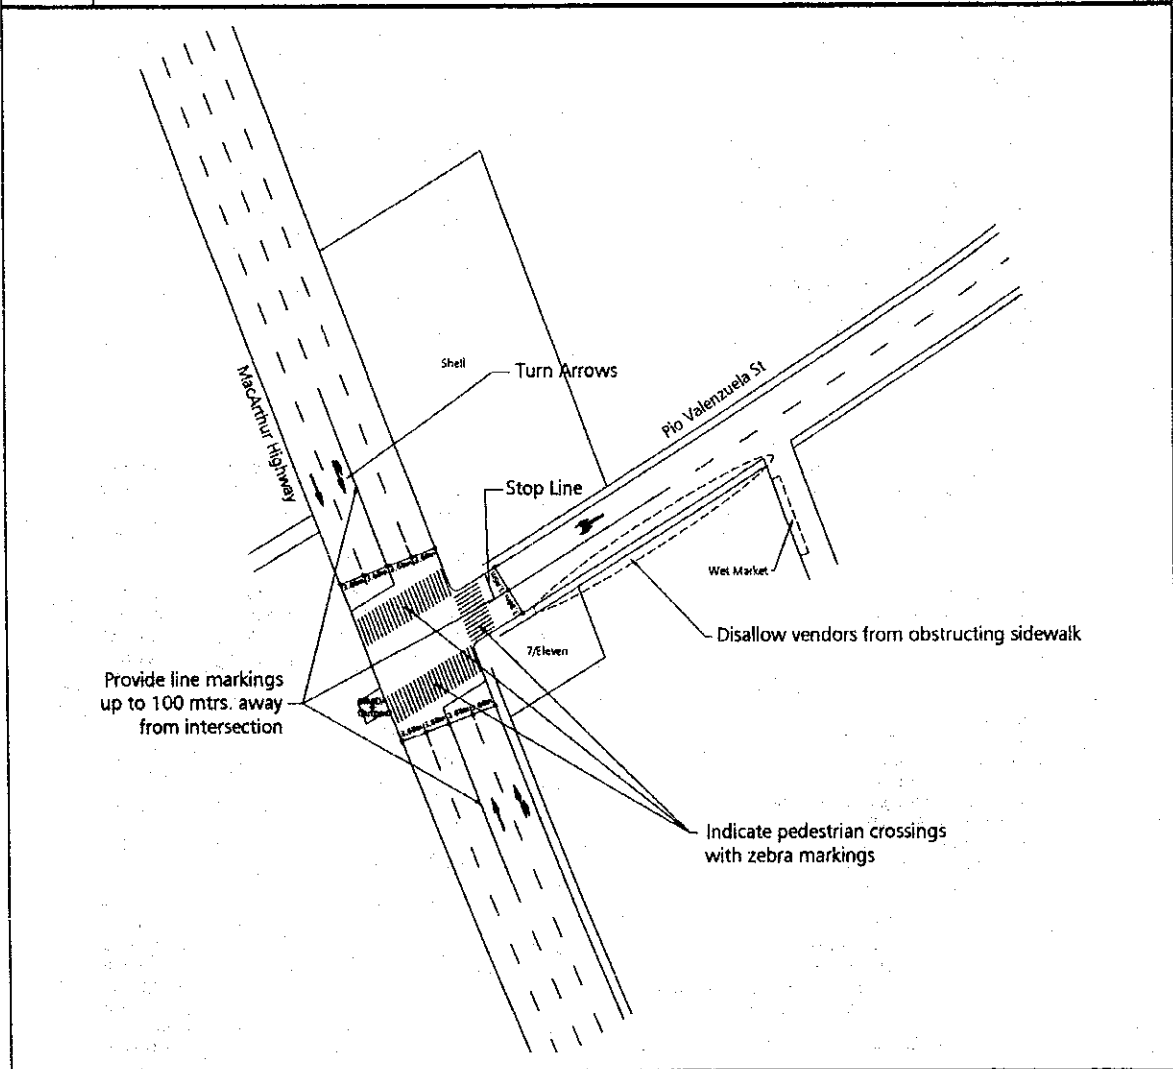 Shell
Turn Arrows
MacArthur Highway
Pio Valenzuela St
Stop Line
Wet Market
Disallow vendors from obstructing sidewalk
7/Eleven
Provide line markings
up to 100 mtrs. away
from intersection
Indicate pedestrian crossings
with zebra markings